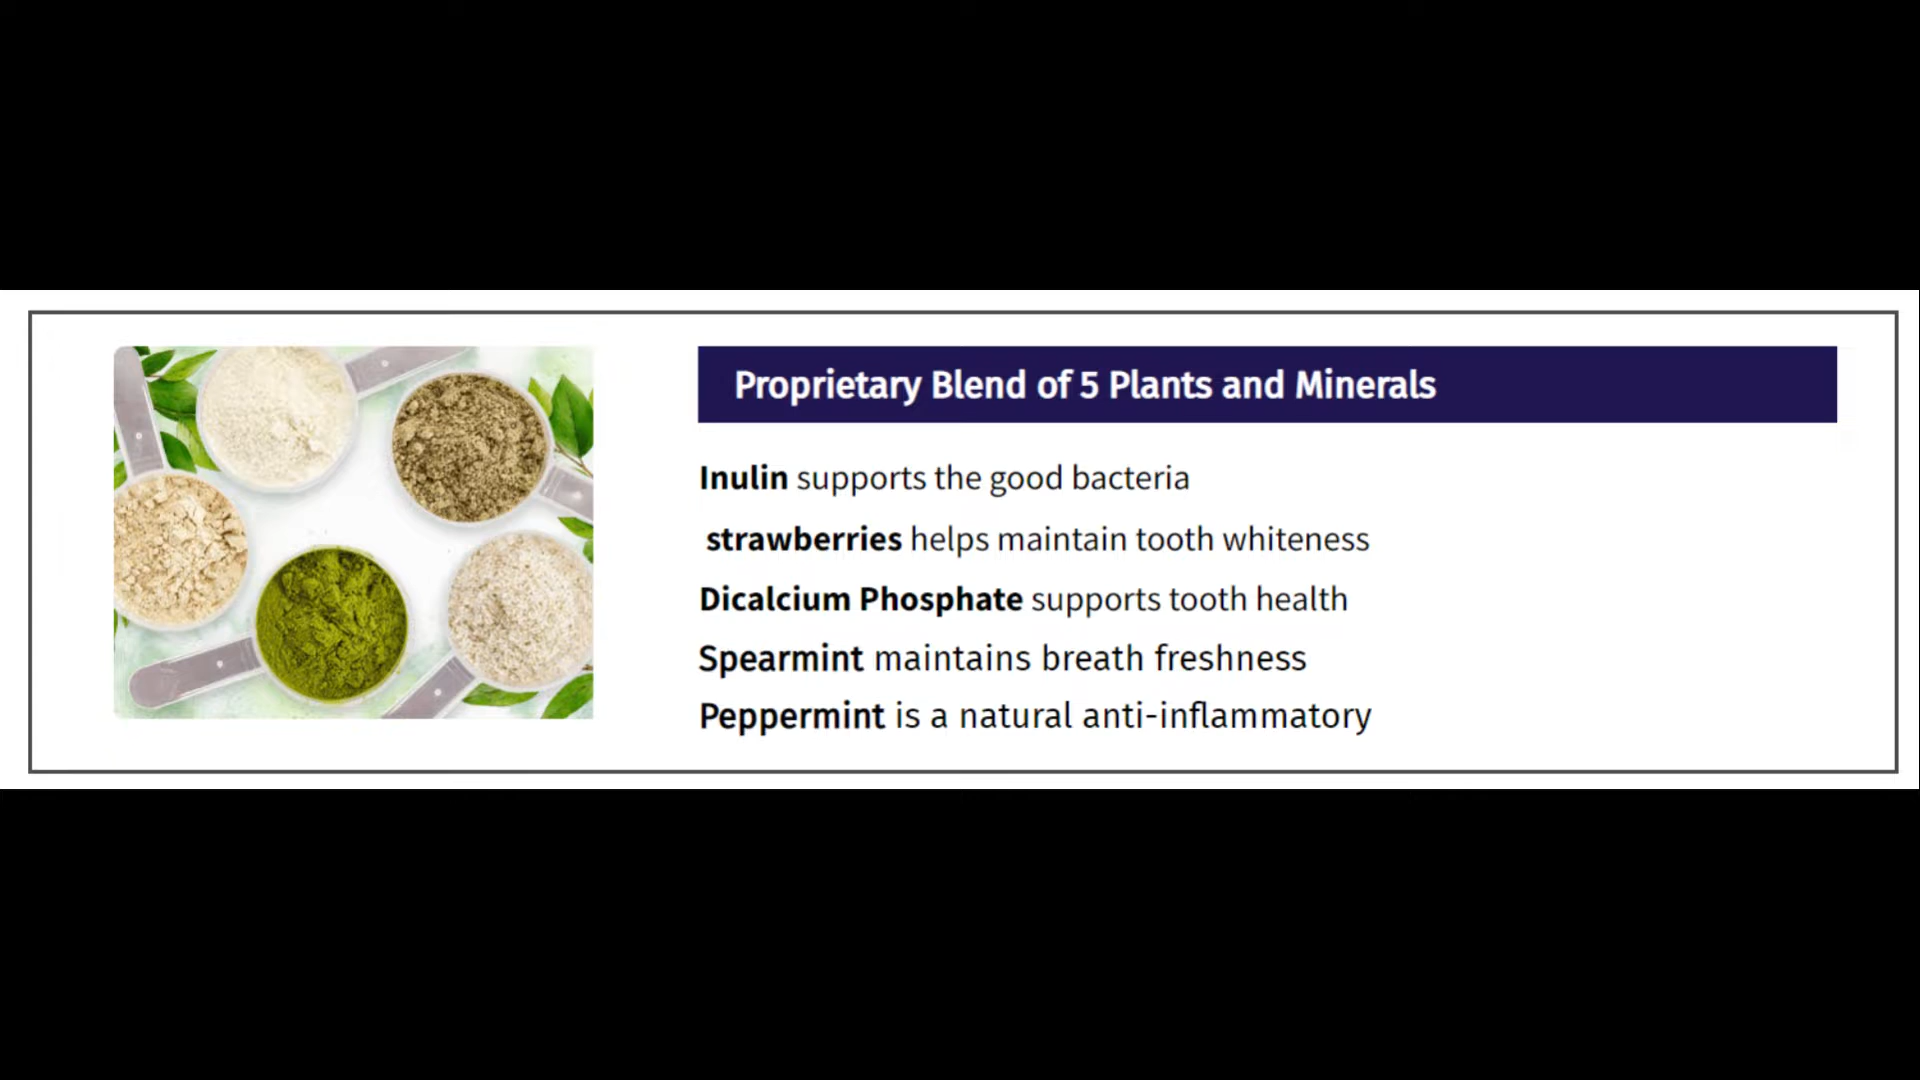 Proprietary Blend of 5 Plants and Minerals
Inulin supports the good bacteria
strawberries helps maintain tooth whiteness
Dicalcium Phosphate supports tooth health
Spearmint maintains breath freshness
Peppermint is a natural anti-inflammatory